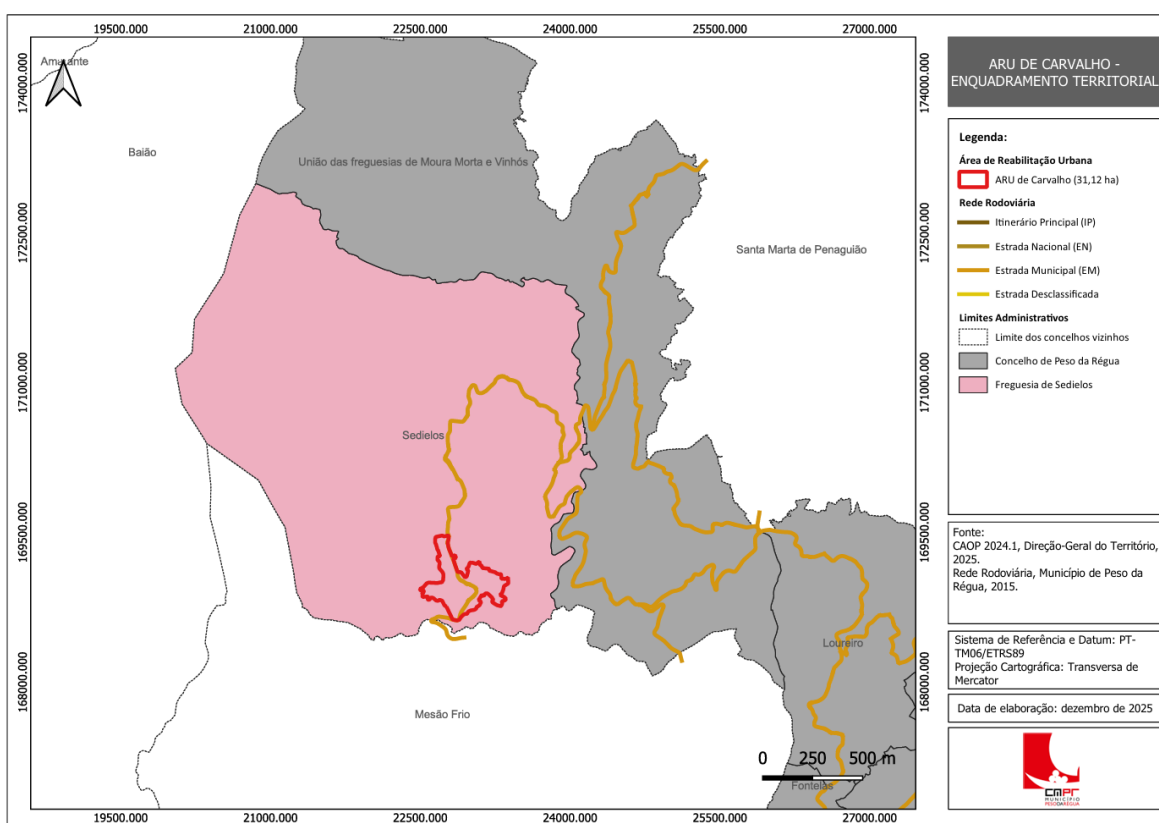 19500.000 21000.000 22500.000 24000.000 25500.000 27000.000
174000.000
172500.000
171000.000
169500.000
168000.000
Amarante
Baião
União das freguesias de Moura Morta e Vinhós
Santa Marta de Penaguião
Sedielos
Loureiro
Mesão Frio
Fontelas
0 250 500 m
174000.000
172500.000
171000.000
169500.000
168000.000
19500.000 21000.000 22500.000 24000.000 25500.000 27000.000
ARU DE CARVALHO -
ENQUADRAMENTO TERRITORIAL
Legenda:
Área de Reabilitação Urbana
ARU de Carvalho (31,12 ha)
Rede Rodoviária
Itinerário Principal (IP)
Estrada Nacional (EN)
Estrada Municipal (EM)
Estrada Desclassificada
Limites Administrativos
Limite dos concelhos vizinhos
Concelho de Peso da Régua
Freguesia de Sedielos
Fonte:
CAOP 2024.1, Direção-Geral do Território,
2025.
Rede Rodoviária, Município de Peso da
Régua, 2015.
Sistema de Referência e Datum: PT-
TM06/ETRS89
Projeção Cartográfica: Transversa de
Mercator
Data de elaboração: dezembro de 2025
CMPR
MUNICÍPIO
PESODARÉGUA